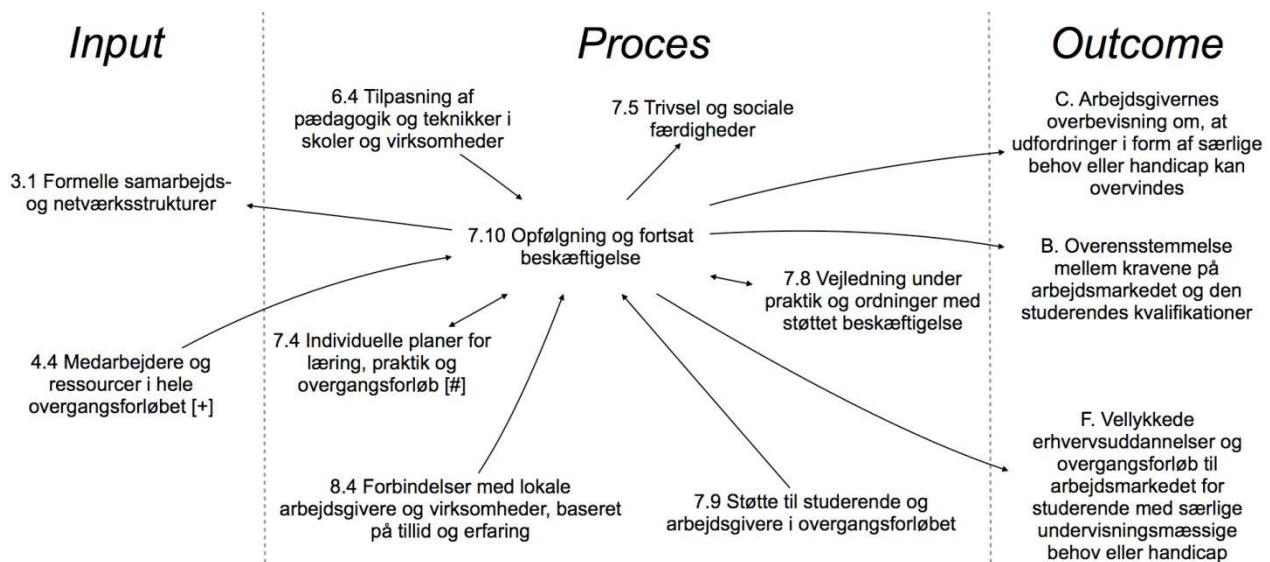 Input
Proces
Outcome
6.4 Tilpasning af
pædagogik og teknikker i
skoler og virksomheder
7.5 Trivsel og sociale
færdigheder
C. Arbejdsgivernes
overbevisning om, at
udfordringer i form af særlige
behov eller handicap kan
overvindes
3.1 Formelle samarbejds-
og netværksstrukturer
7.10 Opfølgning og fortsat
beskæftigelse
B. Overensstemmelse
mellem kravene på
arbejdsmarkedet og den
studerendes kvalifikationer
7.8 Vejledning under
praktik og ordninger med
støttet beskæftigelse
7.4 Individuelle planer for
læring, praktik og
overgangsforløb [#]
4.4 Medarbejdere og
ressourcer i hele
overgangsforløbet [+]
8.4 Forbindelser med lokale
arbejdsgivere og virksomheder, baseret
på tillid og erfaring
7.9 Støtte til studerende og
arbejdsgivere i overgangsforløbet
F. Vellykkede
erhvervsuddannelser og
overgangsforløb til
arbejdsmarkedet for
studerende med særlige
undervisningsmæssige
behov eller handicap